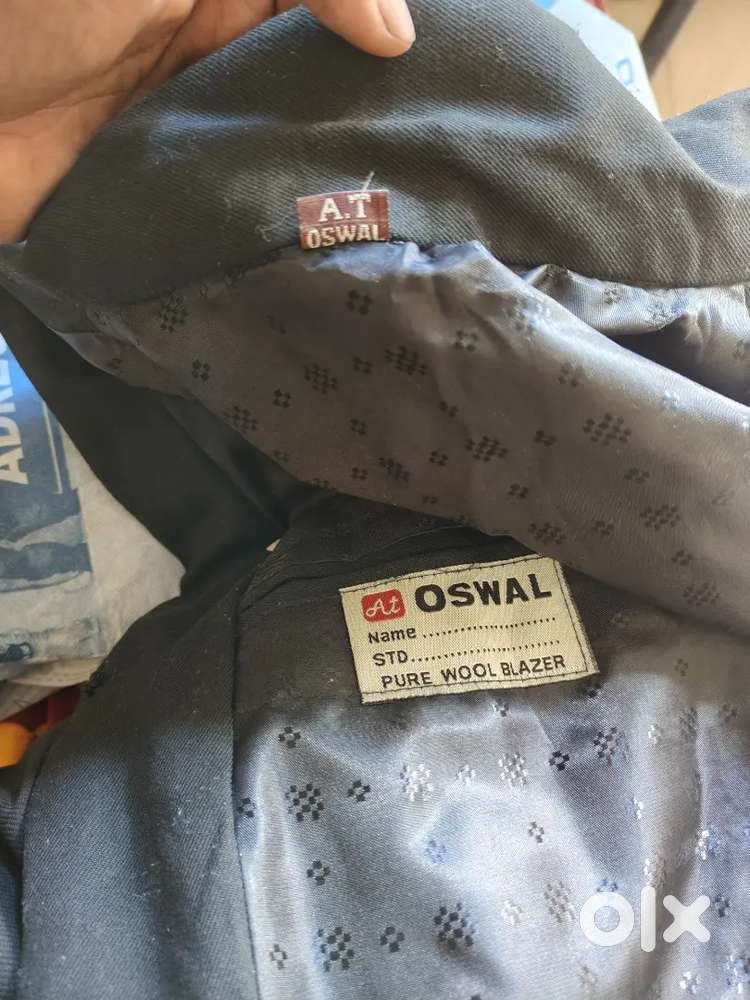 A.T
OSWAL
At OSWAL
Name ........................
STD..........................
PURE WOOL BLAZER
olx